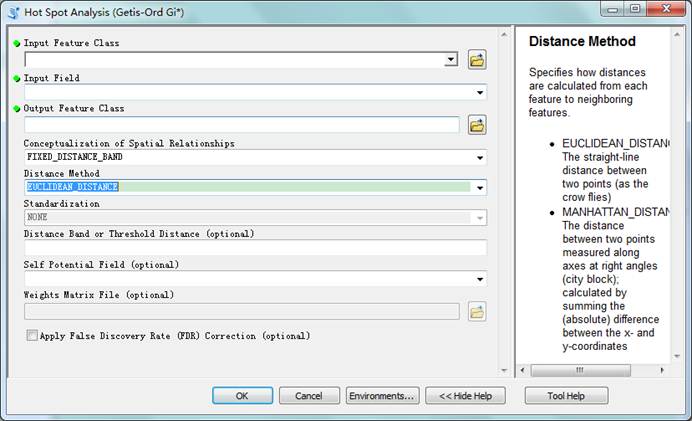 Hot Spot Analysis (Getis-Ord Gi*)
Input Feature Class
Input Field
Output Feature Class
Conceptualization of Spatial Relationships
FIXED_DISTANCE_BAND
Distance Method
EUCLIDEAN_DISTANCE
Standardization
NONE
Distance Band or Threshold Distance (optional)
Self Potential Field (optional)
Weights Matrix File (optional)
Apply False Discovery Rate (FDR) Correction (optional)
Distance Method
Specifies how distances
are calculated from each
feature to neighboring
features.
• EUCLIDEAN_DISTANC
The straight-line
distance between
two points (as the
crow flies)
• MANHATTAN_DISTAN
The distance
between two points
measured along
axes at right angles
(city block);
calculated by
summing the
(absolute) difference
between the x- and
y-coordinates
OK
Cancel
Environments...
<< Hide Help
Tool Help